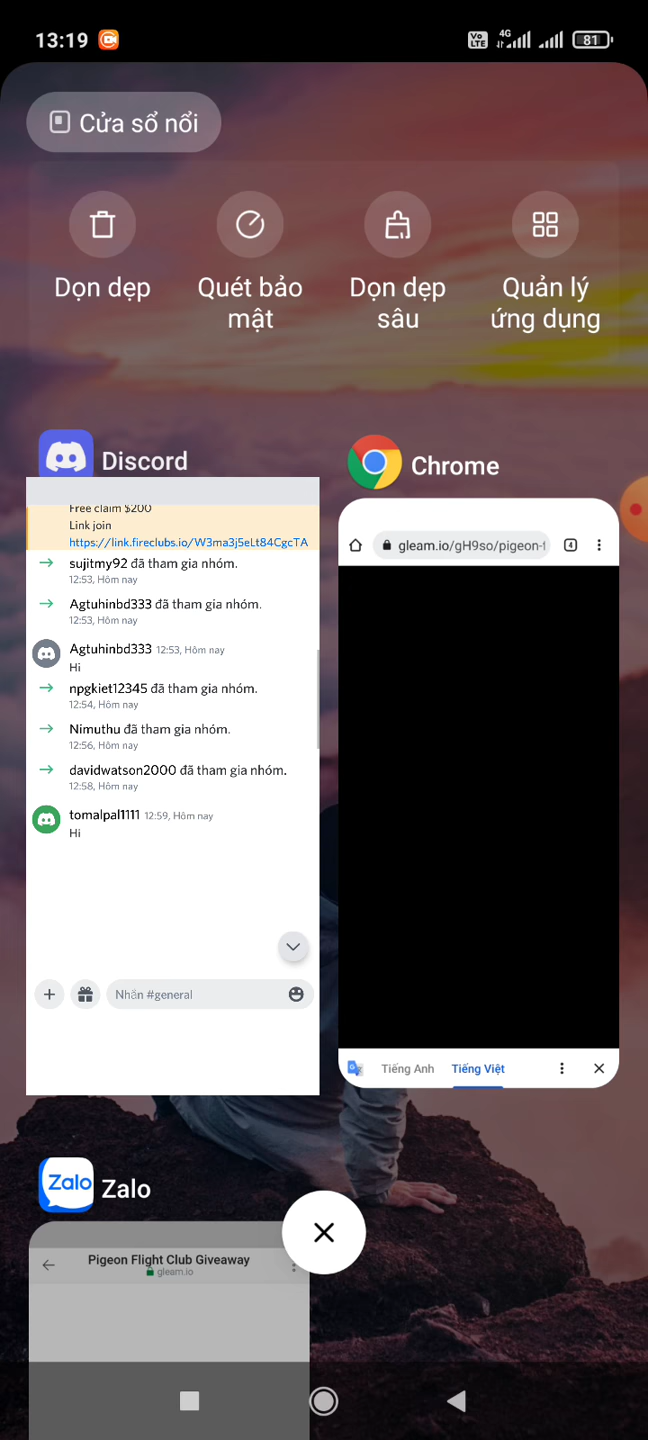 13:19
Vo LTE 4G 81
Cửa sổ nổi
Dọn dẹp
Quét bảo mật
Dọn dẹp sâu
Quản lý ứng dụng
Discord
Free claim $200
Link join
https://link.fireclubs.io/W3ma3j5eLt84CgcTA
sujitmy92 đã tham gia nhóm.
12:53, Hôm nay
Agtuhinbd333 đã tham gia nhóm.
12:53, Hôm nay
Agtuhinbd333 12:53, Hôm nay
Hi
npgkiet12345 đã tham gia nhóm.
12:54, Hôm nay
Nimuthu đã tham gia nhóm.
12:56, Hôm nay
davidwatson2000 đã tham gia nhóm.
12:58, Hôm nay
tomalpal1111 12:59, Hôm nay
Hi
Nhắn #general
Chrome
gleam.io/gH9so/pigeon-f
4
Tiếng Anh Tiếng Việt
Zalo
Zalo
Pigeon Flight Club Giveaway
gleam.io